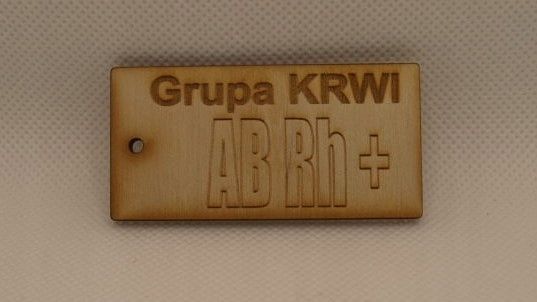 Grupa KRWI
AB Rh +